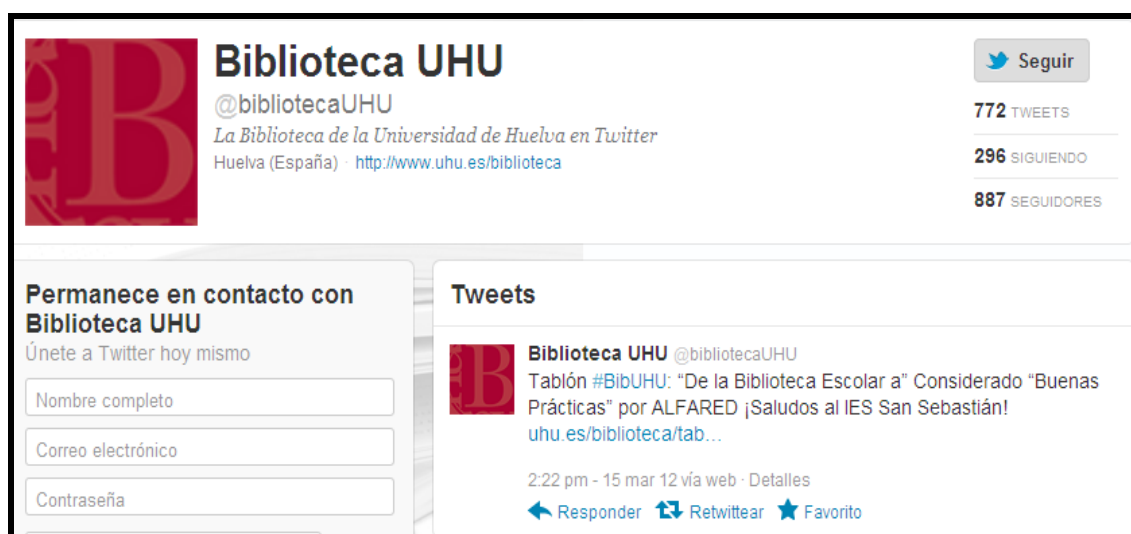 Biblioteca UHU
@bibliotecaUHU
La Biblioteca de la Universidad de Huelva en Twitter
Huelva (España) · http://www.uhu.es/biblioteca
Seguir
772 TWEETS
296 SIGUIENDO
887 SEGUIDORES
Permanece en contacto con
Biblioteca UHU
Únete a Twitter hoy mismo
Nombre completo
Correo electrónico
Contraseña
Tweets
Biblioteca UHU @bibliotecaUHU
Tablón #BibUHU: “De la Biblioteca Escolar a” Considerado “Buenas
Prácticas” por ALFARED ¡Saludos al IES San Sebastián!
uhu.es/biblioteca/tab...
2:22 pm - 15 mar 12 vía web · Detalles
Responder Retwittear Favorito